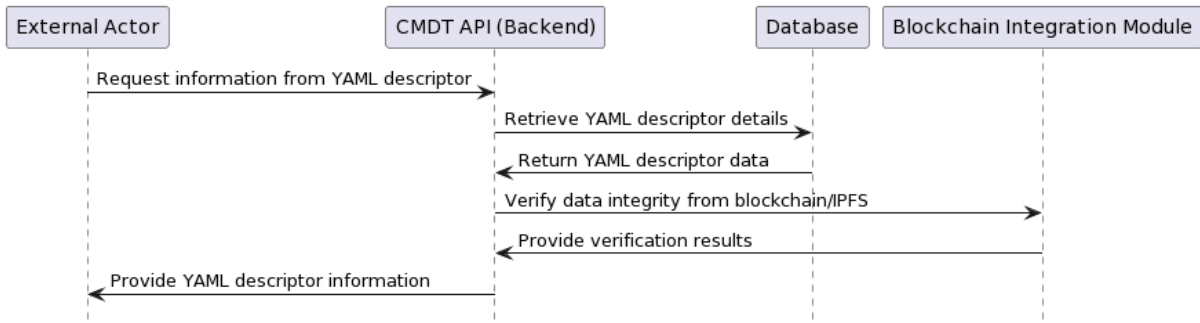 External Actor
CMDT API (Backend)
Database
Blockchain Integration Module
Request information from YAML descriptor
Retrieve YAML descriptor details
Return YAML descriptor data
Verify data integrity from blockchain/IPFS
Provide verification results
Provide YAML descriptor information